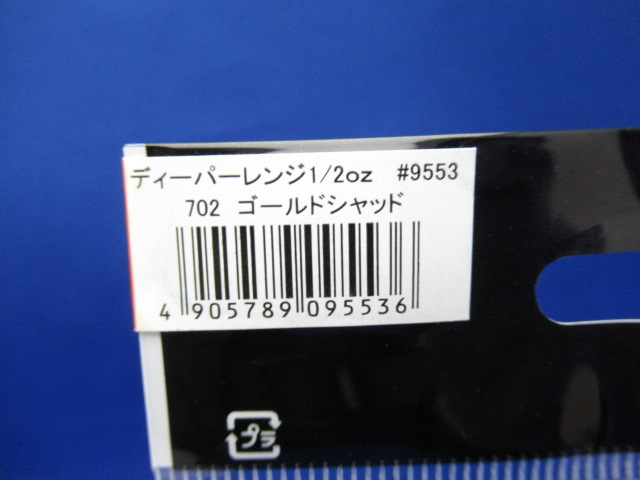 ディーパーレンジ1/2oz #9553
702 ゴールドシャッド
4 905789 095536
プラ